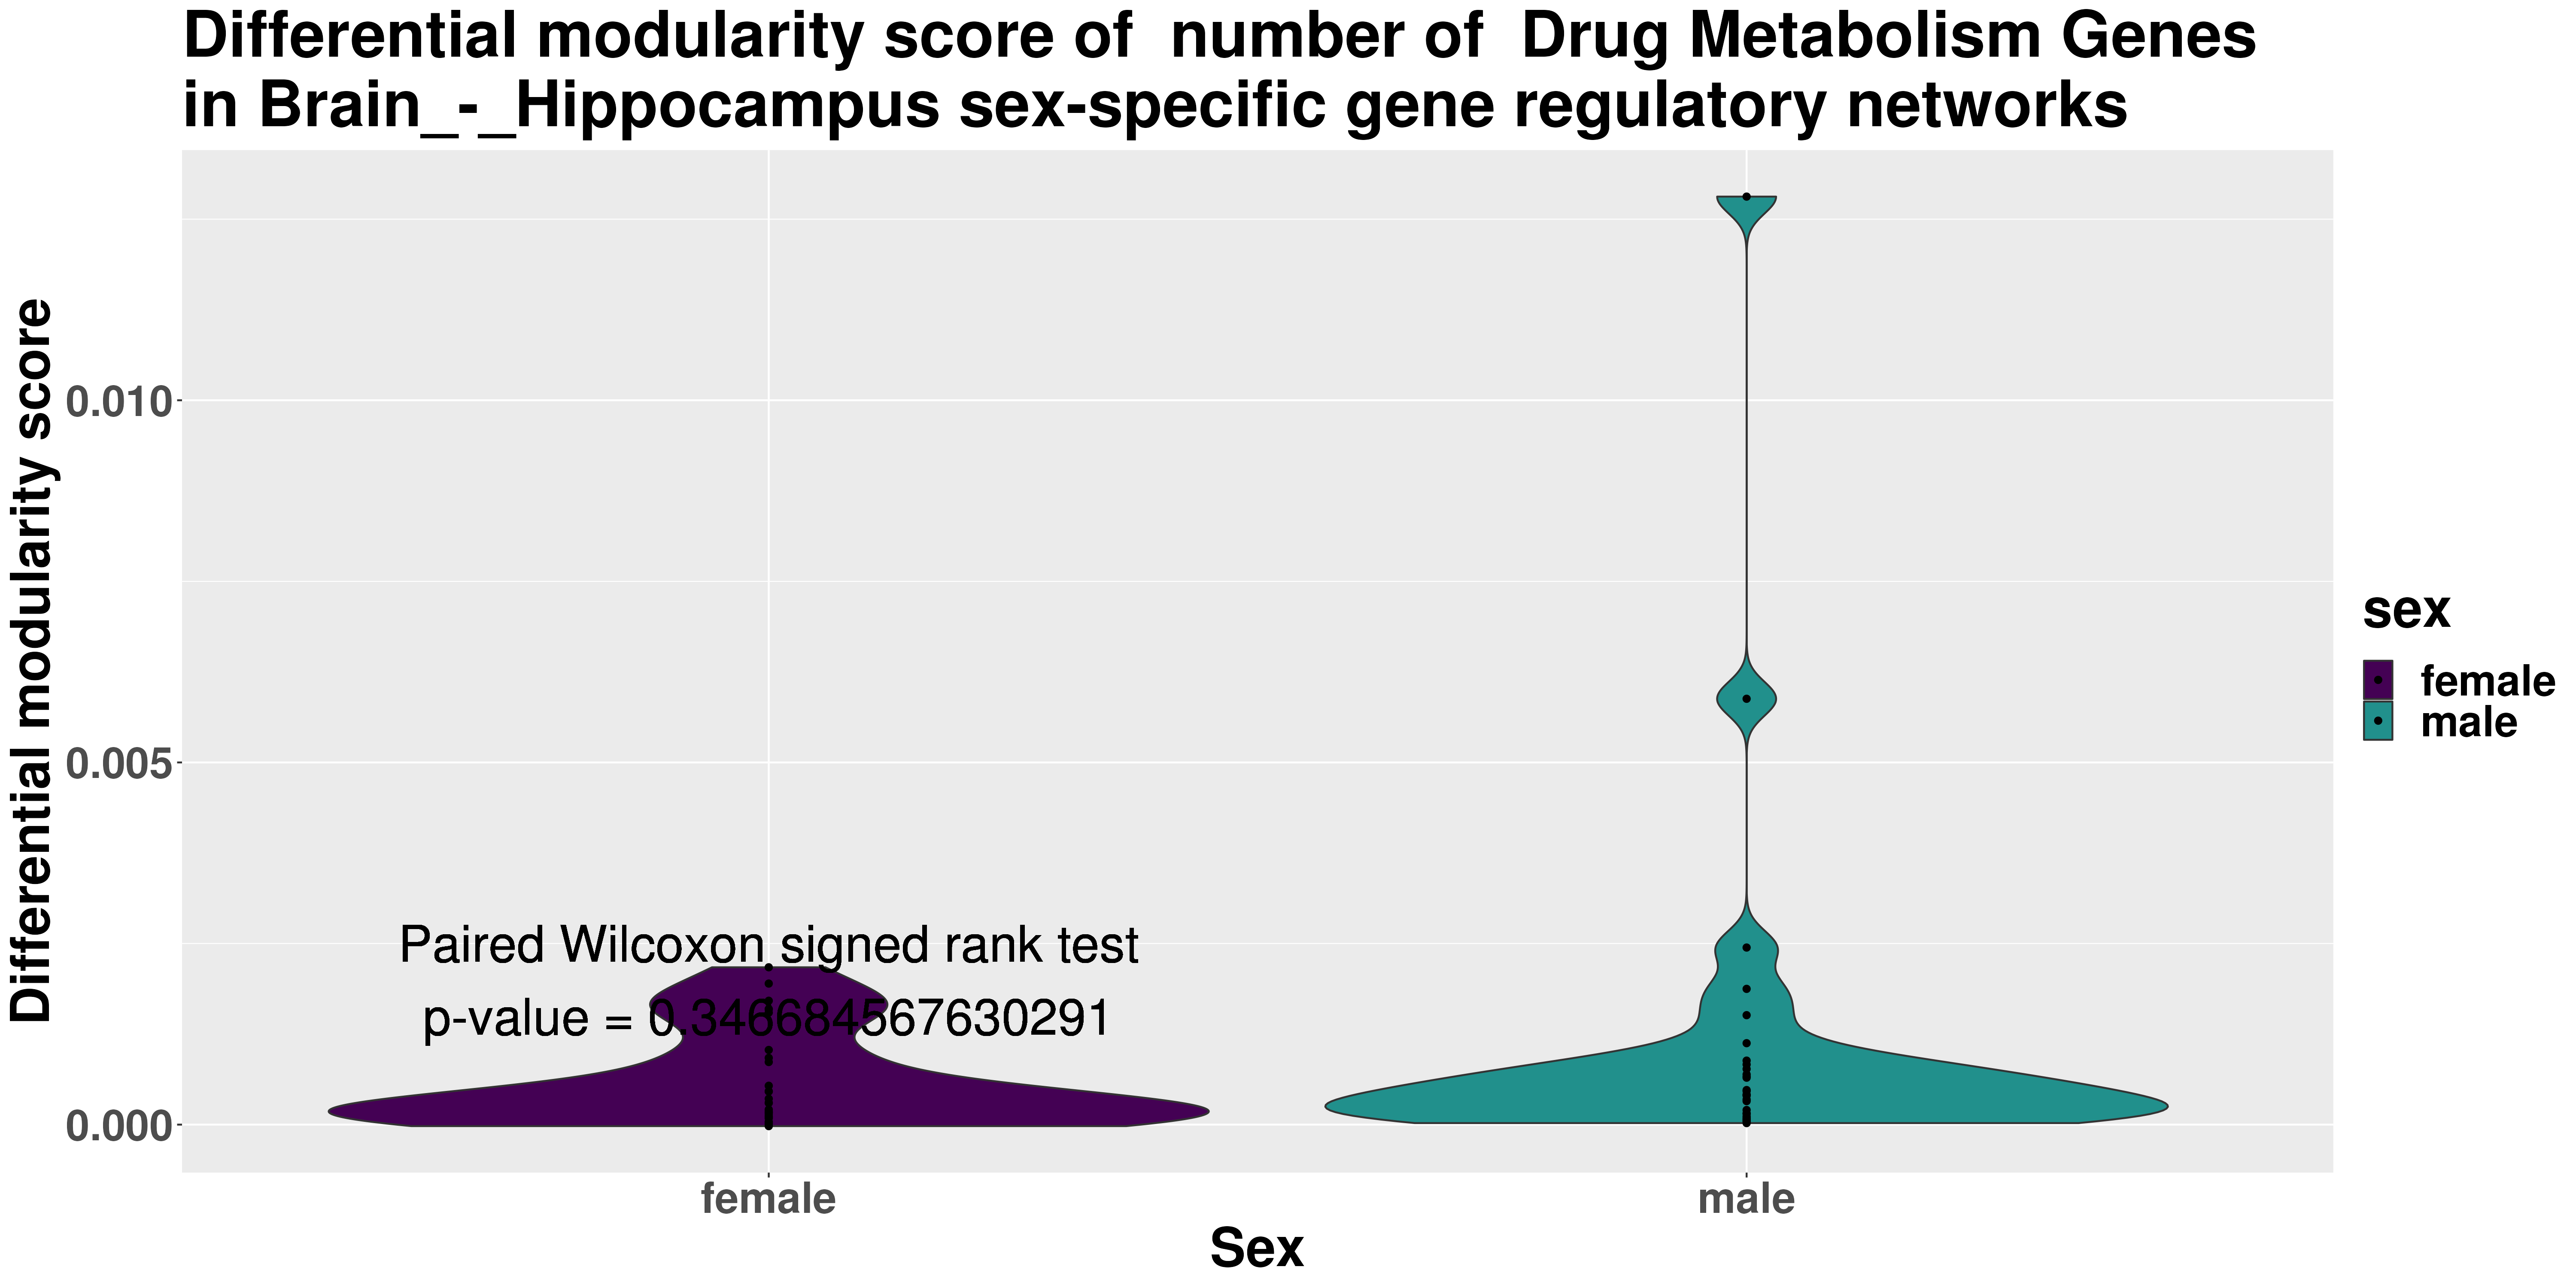 Differential modularity score of  number of  Drug Metabolism Genes
in Brain_-_Hippocampus sex-specific gene regulatory networks
Differential modularity score
0.010
0.005
0.000
Paired Wilcoxon signed rank test
p-value = 0.346684567630291
female
male
Sex
sex
female
male